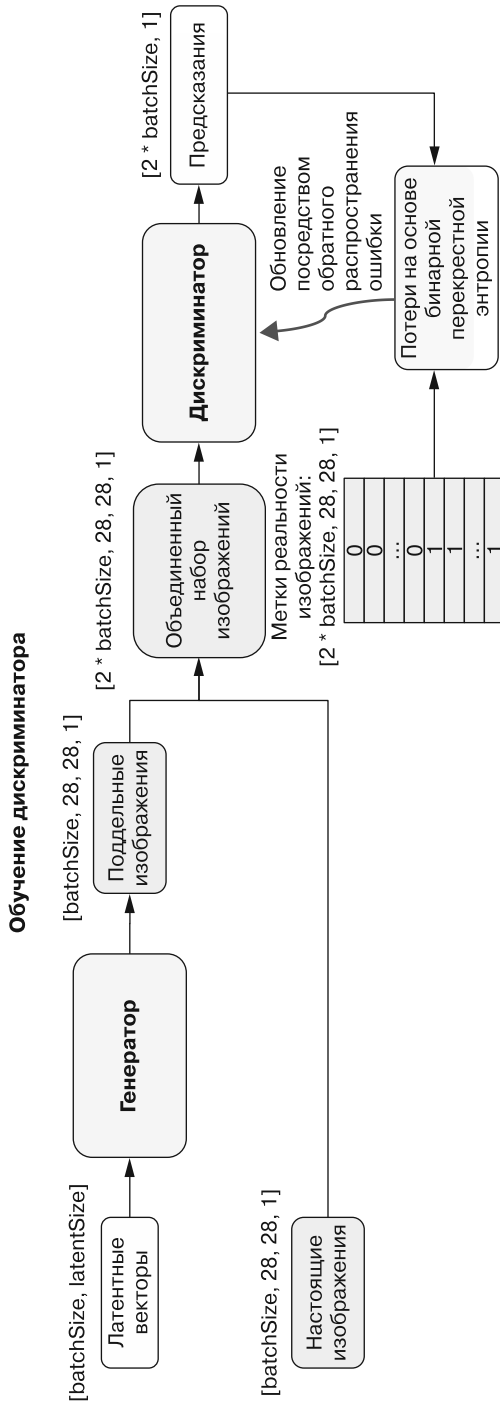 Обучение дискриминатора
[batchSize, latentSize]
Латентные
векторы
Генератор
[batchSize, 28, 28, 1]
Поддельные
изображения
[batchSize, 28, 28, 1]
Настоящие
изображения
[2 * batchSize, 28, 28, 1]
Объединенный
набор
изображений
Дискриминатор
[2 * batchSize, 1]
Предсказания
Обновление
посредством
обратного
распространения
ошибки
Метки реальности
изображений:
[2 * batchSize, 28, 28, 1]
0
0
...
0
1
1
...
1
Потери на основе
бинарной
перекрестной
энтропии